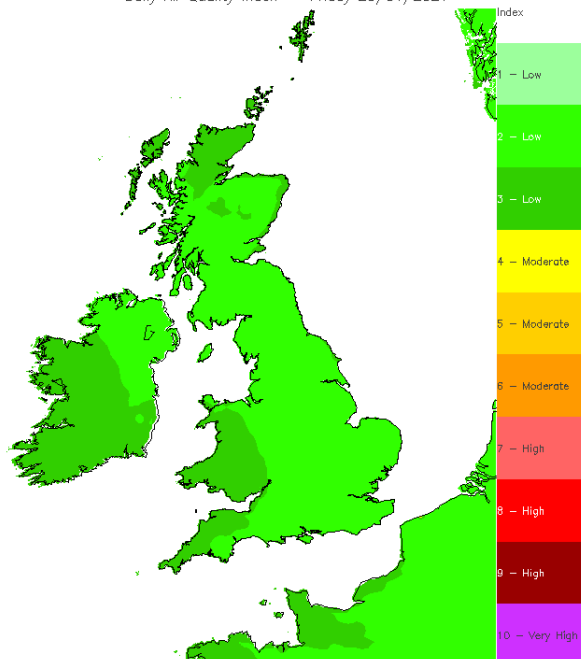 Index
1 - Low
2 - Low
3 - Low
4 - Moderate
5 - Moderate
6 - Moderate
7 - High
8 - High
9 - High
10 - Very High